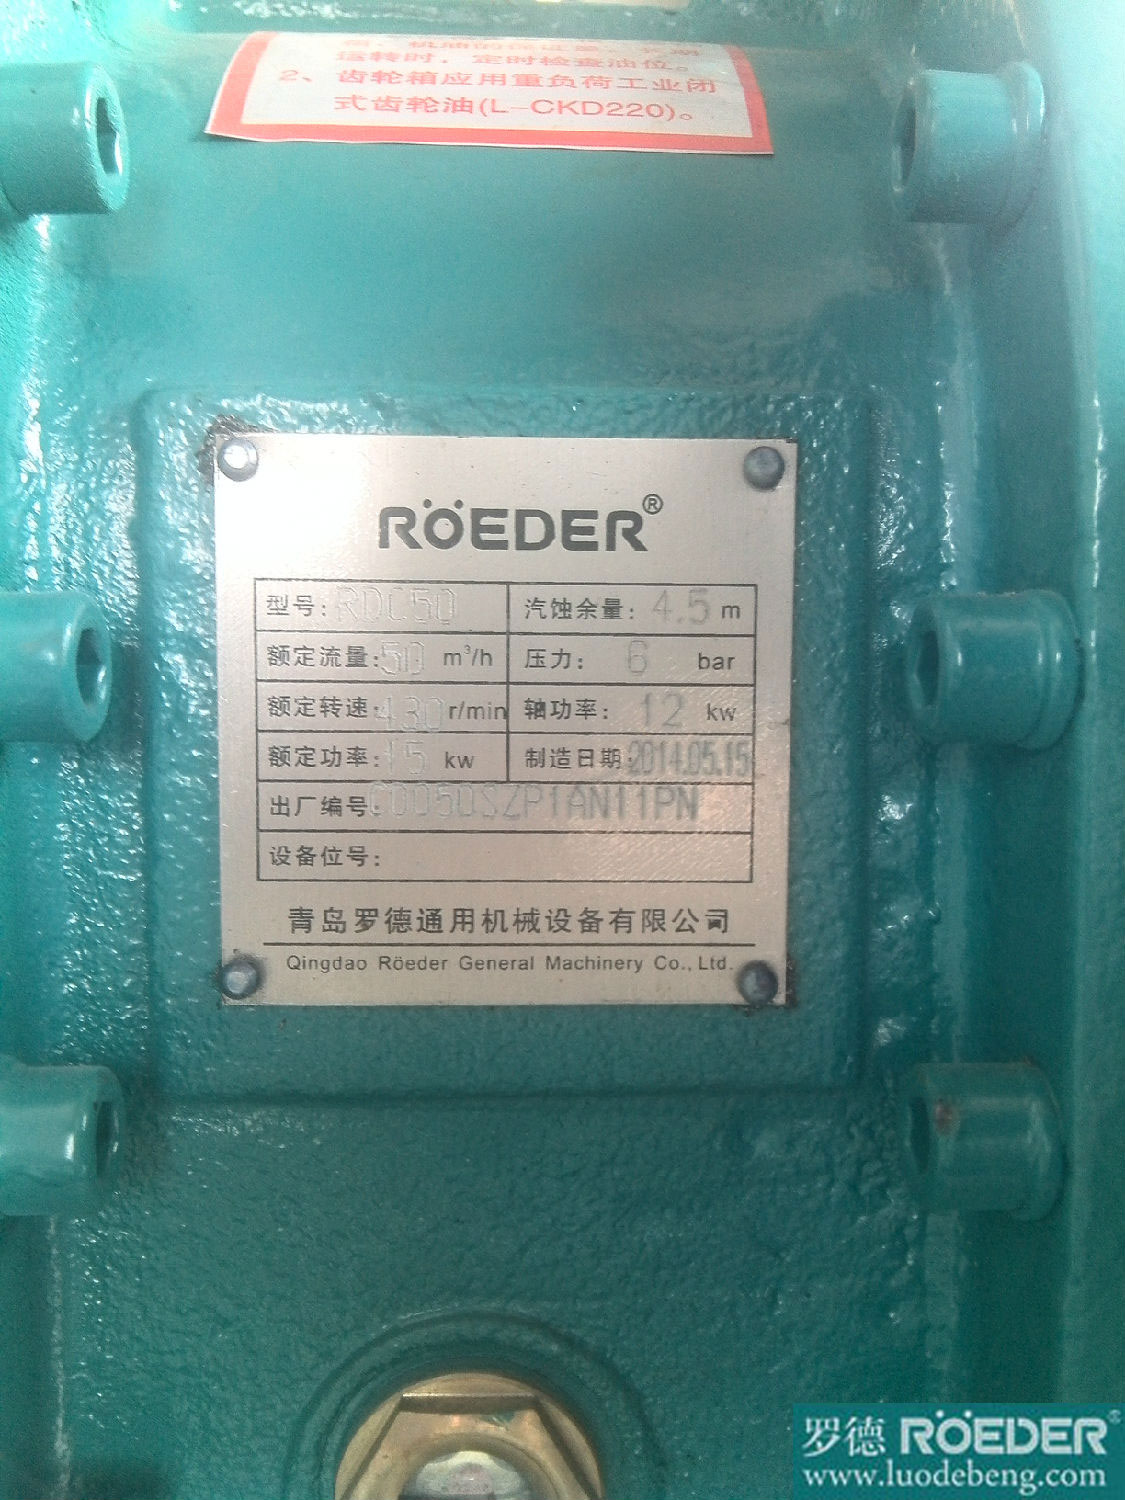 运转时，定时检查油位。
2、齿轮箱应用重负荷工业闭
式齿轮油(L-CKD220)。
RÖEDER®
型号: RDC50 汽蚀余量: 4.5 m
额定流量: 50 m³/h 压力: 6 bar
额定转速: 430 r/min 轴功率: 12 kw
额定功率: 15 kw 制造日期: 2014.05.15
出厂编号: C0050SZP1AN11PN
设备位号:
青岛罗德通用机械设备有限公司
Qingdao Röeder General Machinery Co., Ltd.
罗德 RÖEDER®
www.luodebeng.com